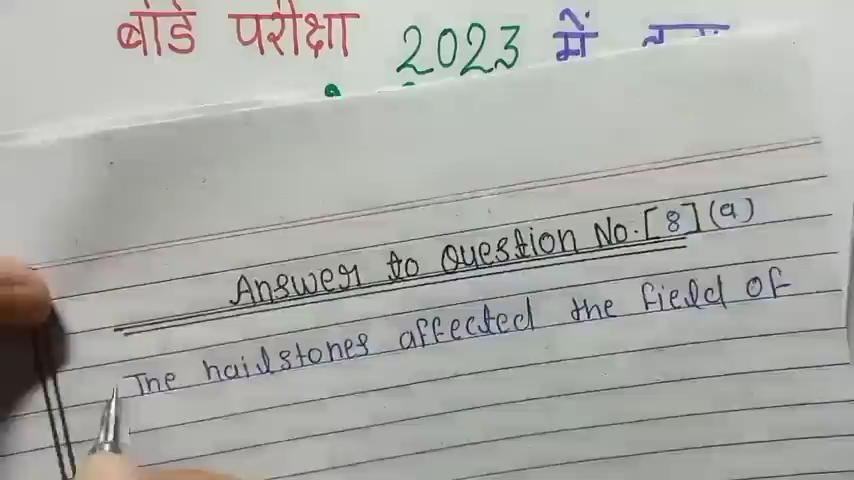 बोर्ड परीक्षा 2023 में
Answer to Question No. [8] (a)
The hailstones affected the field of